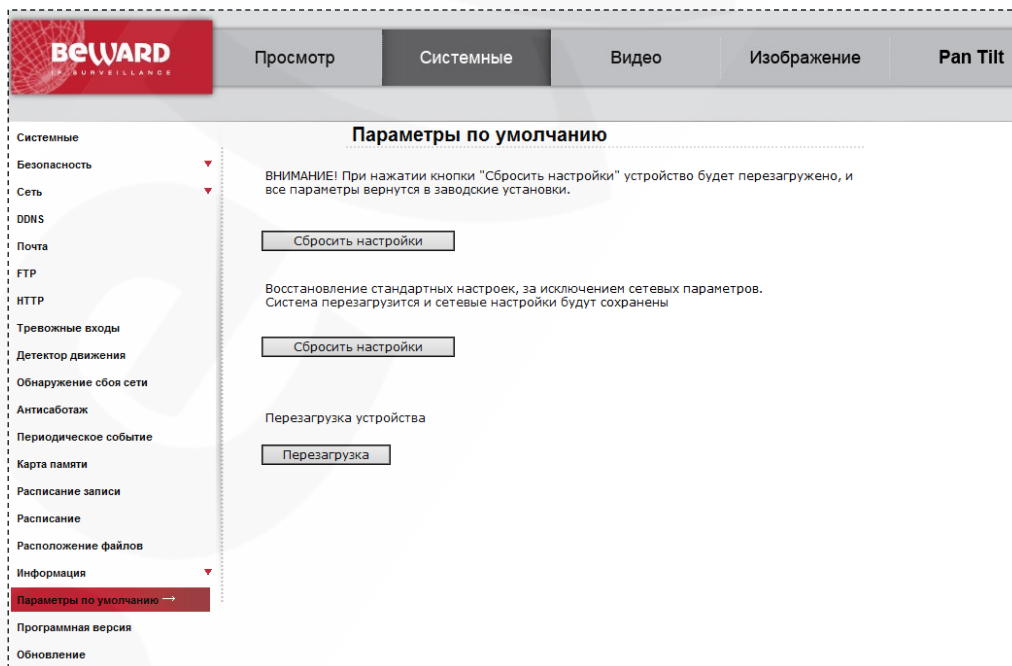 BEWARD
IP SURVEILLANCE
Просмотр
Системные
Видео
Изображение
Pan Tilt
Системные
Безопасность
Сеть
DDNS
Почта
FTP
HTTP
Тревожные входы
Детектор движения
Обнаружение сбоя сети
Антисаботаж
Периодическое событие
Карта памяти
Расписание записи
Расписание
Расположение файлов
Информация
Параметры по умолчанию →
Программная версия
Обновление
Параметры по умолчанию
ВНИМАНИЕ! При нажатии кнопки "Сбросить настройки" устройство будет перезагружено, и
все параметры вернутся в заводские установки.
Сбросить настройки
Восстановление стандартных настроек, за исключением сетевых параметров.
Система перезагрузится и сетевые настройки будут сохранены
Сбросить настройки
Перезагрузка устройства
Перезагрузка